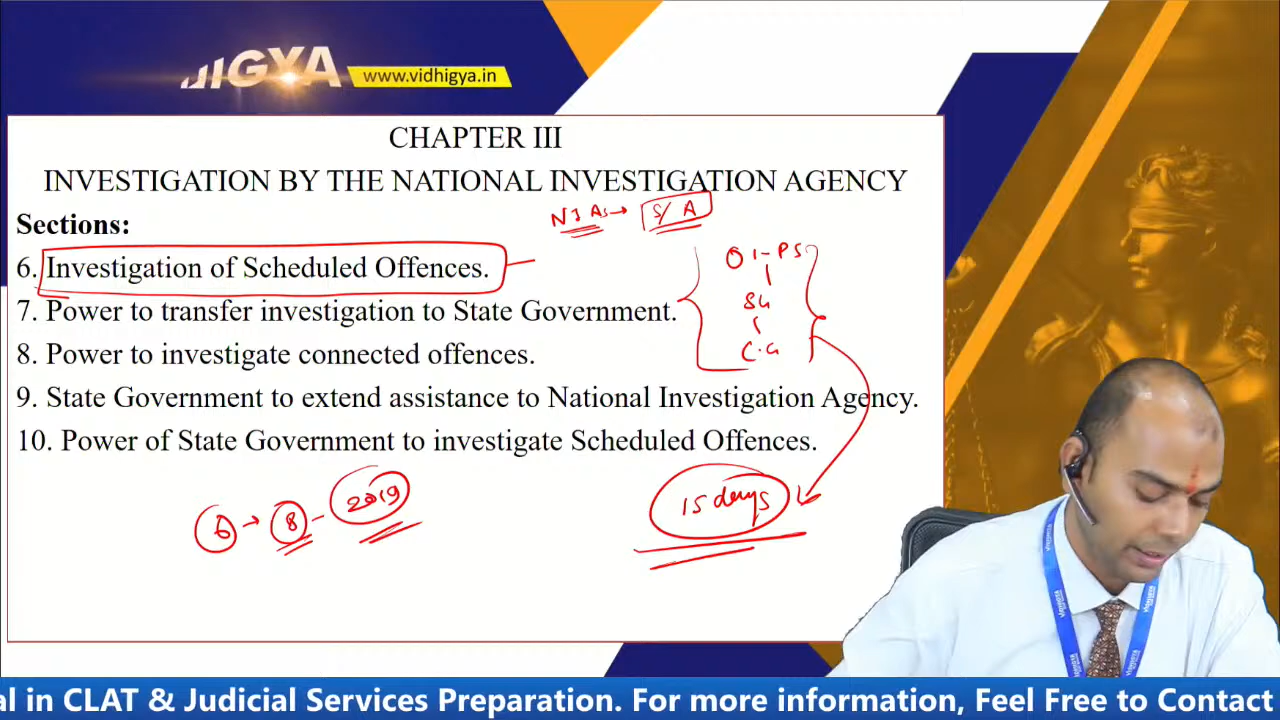 HIGYA
www.vidhigya.in
CHAPTER III
INVESTIGATION BY THE NATIONAL INVESTIGATION AGENCY
Sections:
NIA S/A
6. Investigation of Scheduled Offences.
OI-PS
7. Power to transfer investigation to State Government.
SG
8. Power to investigate connected offences.
C.G
9. State Government to extend assistance to National Investigation Agency.
10. Power of State Government to investigate Scheduled Offences.
6 → 8 - 2019
15 days
al in CLAT & Judicial Services Preparation. For more information, Feel Free to Contact